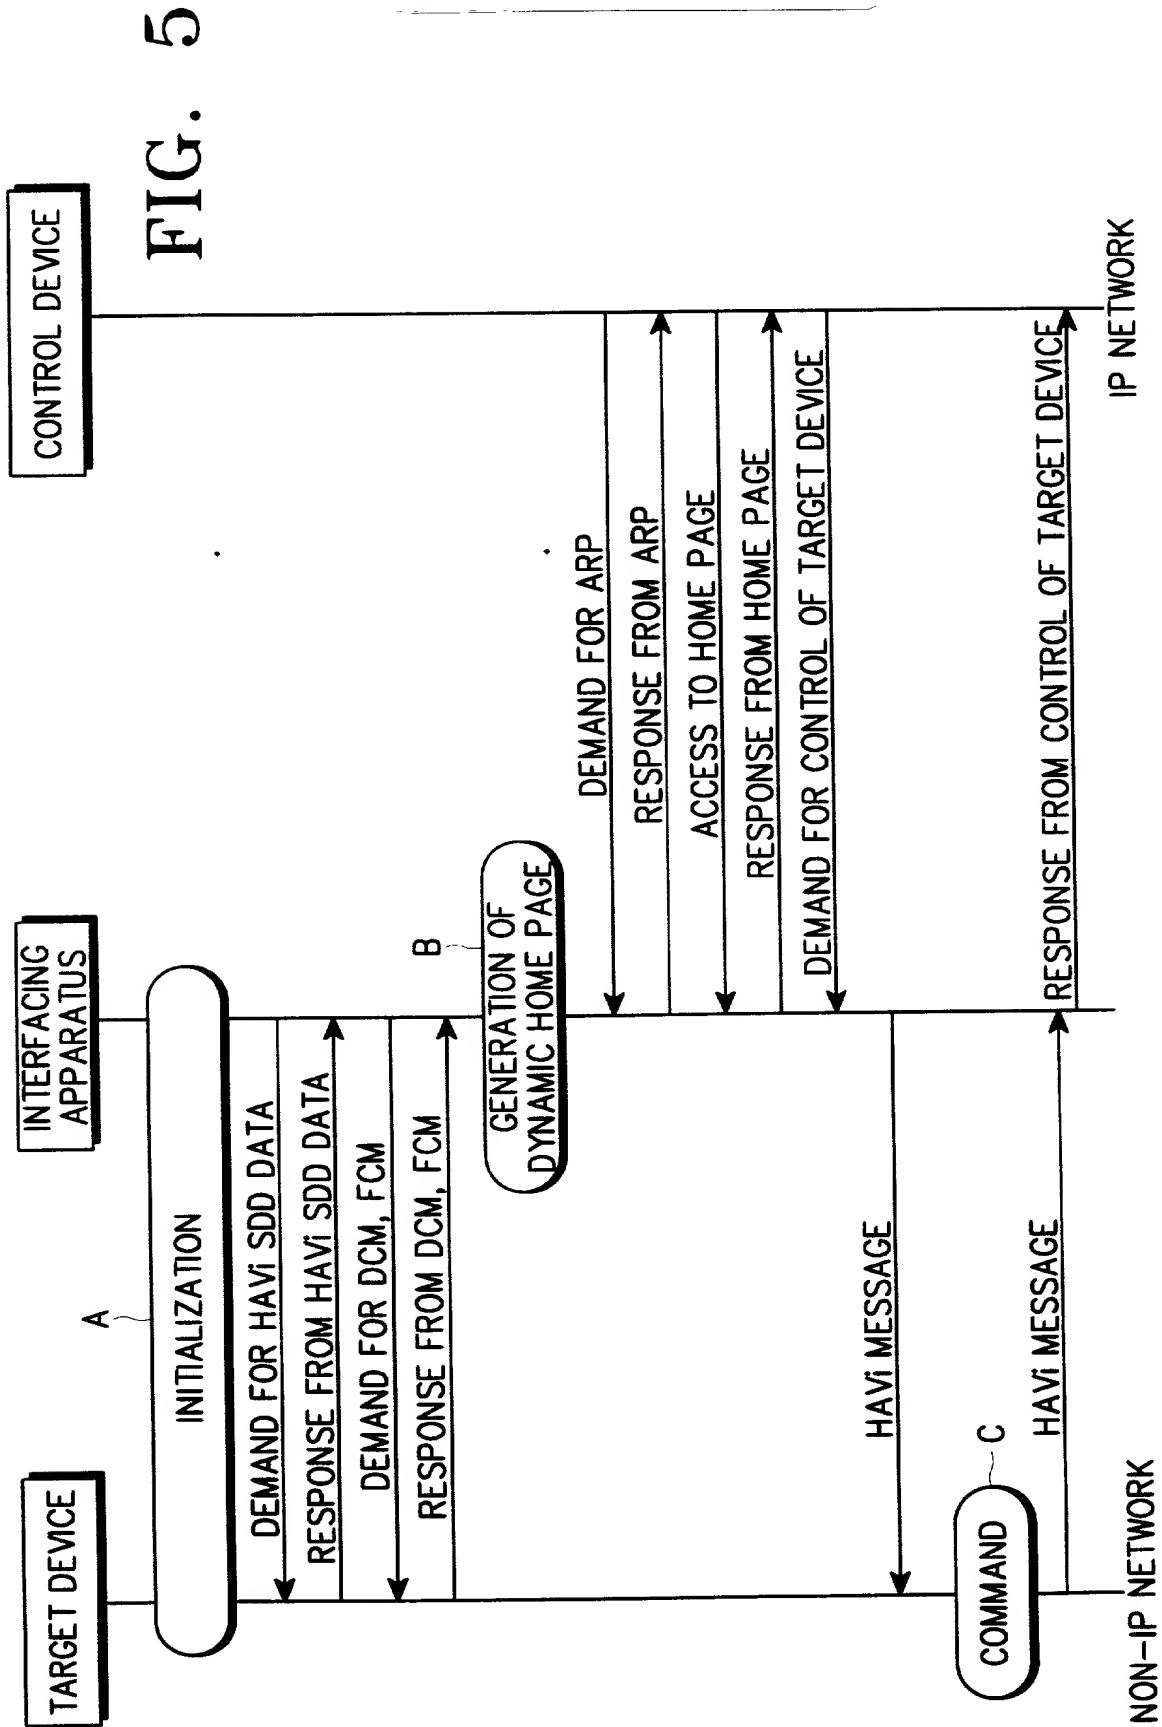 FIG. 5
TARGET DEVICE
INTERFACING
APPARATUS
CONTROL DEVICE
A
INITIALIZATION
DEMAND FOR HAVi SDD DATA
RESPONSE FROM HAVi SDD DATA
DEMAND FOR DCM, FCM
RESPONSE FROM DCM, FCM
B
GENERATION OF
DYNAMIC HOME PAGE
DEMAND FOR ARP
RESPONSE FROM ARP
ACCESS TO HOME PAGE
RESPONSE FROM HOME PAGE
DEMAND FOR CONTROL OF TARGET DEVICE
HAVi MESSAGE
C
COMMAND
HAVi MESSAGE
RESPONSE FROM CONTROL OF TARGET DEVICE
NON-IP NETWORK
IP NETWORK